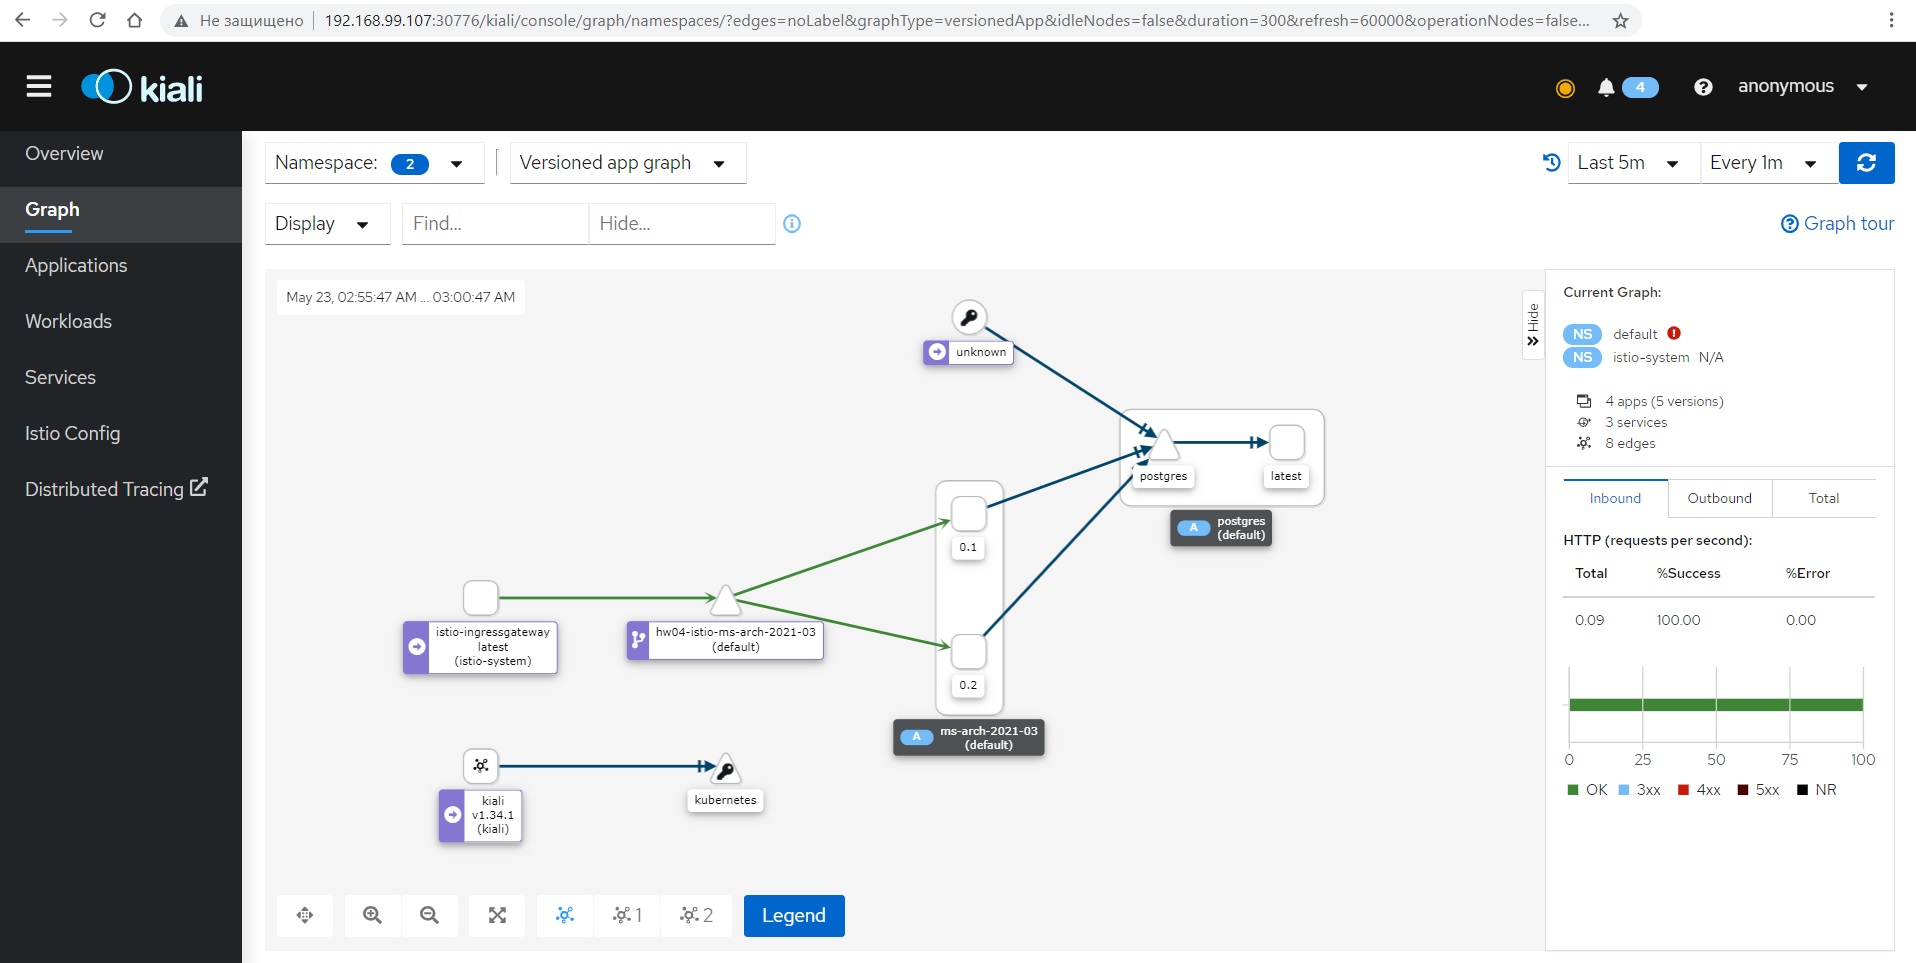 Не защищено
192.168.99.107:30776/kiali/console/graph/namespaces/?edges=noLabel&graphType=versionedApp&idleNodes=false&duration=300&refresh=60000&operationNodes=false...
kiali
4
anonymous
Overview
Graph
Applications
Workloads
Services
Istio Config
Distributed Tracing
Namespace: 2
Versioned app graph
Last 5m
Every 1m
Display
Find...
Hide...
Graph tour
May 23, 02:55:47 AM ... 03:00:47 AM
unknown
postgres
latest
A postgres
(default)
0.1
0.2
A ms-arch-2021-03
(default)
istio-ingressgateway
latest
(istio-system)
hw04-istio-ms-arch-2021-03
(default)
kiali
v1.34.1
(kiali)
kubernetes
1
2
Legend
Hide
Current Graph:
NS default
NS istio-system N/A
4 apps (5 versions)
3 services
8 edges
Inbound
Outbound
Total
HTTP (requests per second):
Total %Success %Error
0.09 100.00 0.00
0 25 50 75 100
OK 3xx 4xx 5xx NR